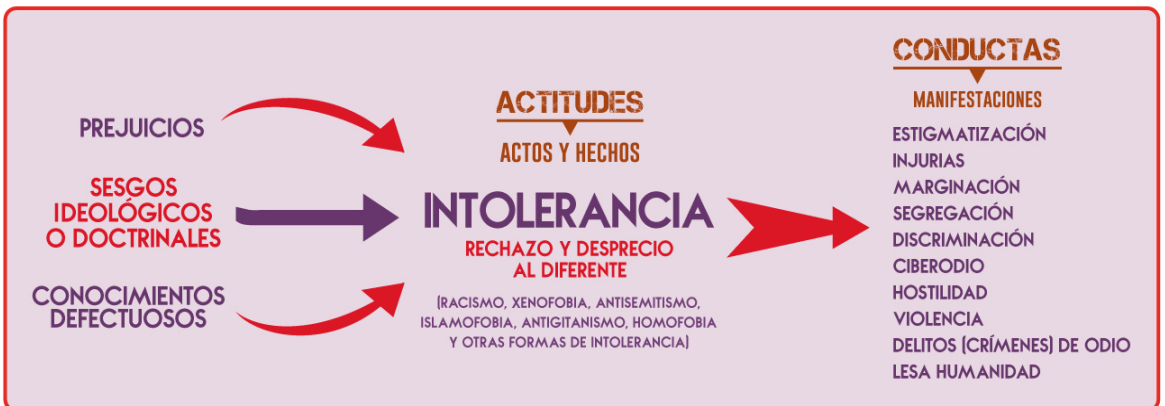 PREJUICIOS
SESGOS
IDEOLÓGICOS
O DOCTRINALES
CONOCIMIENTOS
DEFECTUOSOS
ACTITUDES
ACTOS Y HECHOS
INTOLERANCIA
RECHAZO Y DESPRECIO
AL DIFERENTE
(RACISMO, XENOFOBIA, ANTISEMITISMO,
ISLAMOFOBIA, ANTIGITANISMO, HOMOFOBIA
Y OTRAS FORMAS DE INTOLERANCIA)
CONDUCTAS
MANIFESTACIONES
ESTIGMATIZACIÓN
INJURIAS
MARGINACIÓN
SEGREGACIÓN
DISCRIMINACIÓN
CIBERODIO
HOSTILIDAD
VIOLENCIA
DELITOS (CRÍMENES) DE ODIO
LESA HUMANIDAD